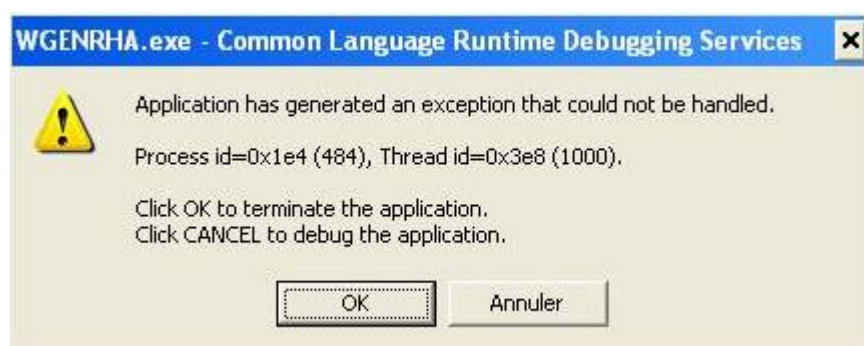 WGENRHA.exe - Common Language Runtime Debugging Services
Application has generated an exception that could not be handled.
Process id=0x1e4 (484), Thread id=0x3e8 (1000).
Click OK to terminate the application.
Click CANCEL to debug the application.
OK
Annuler